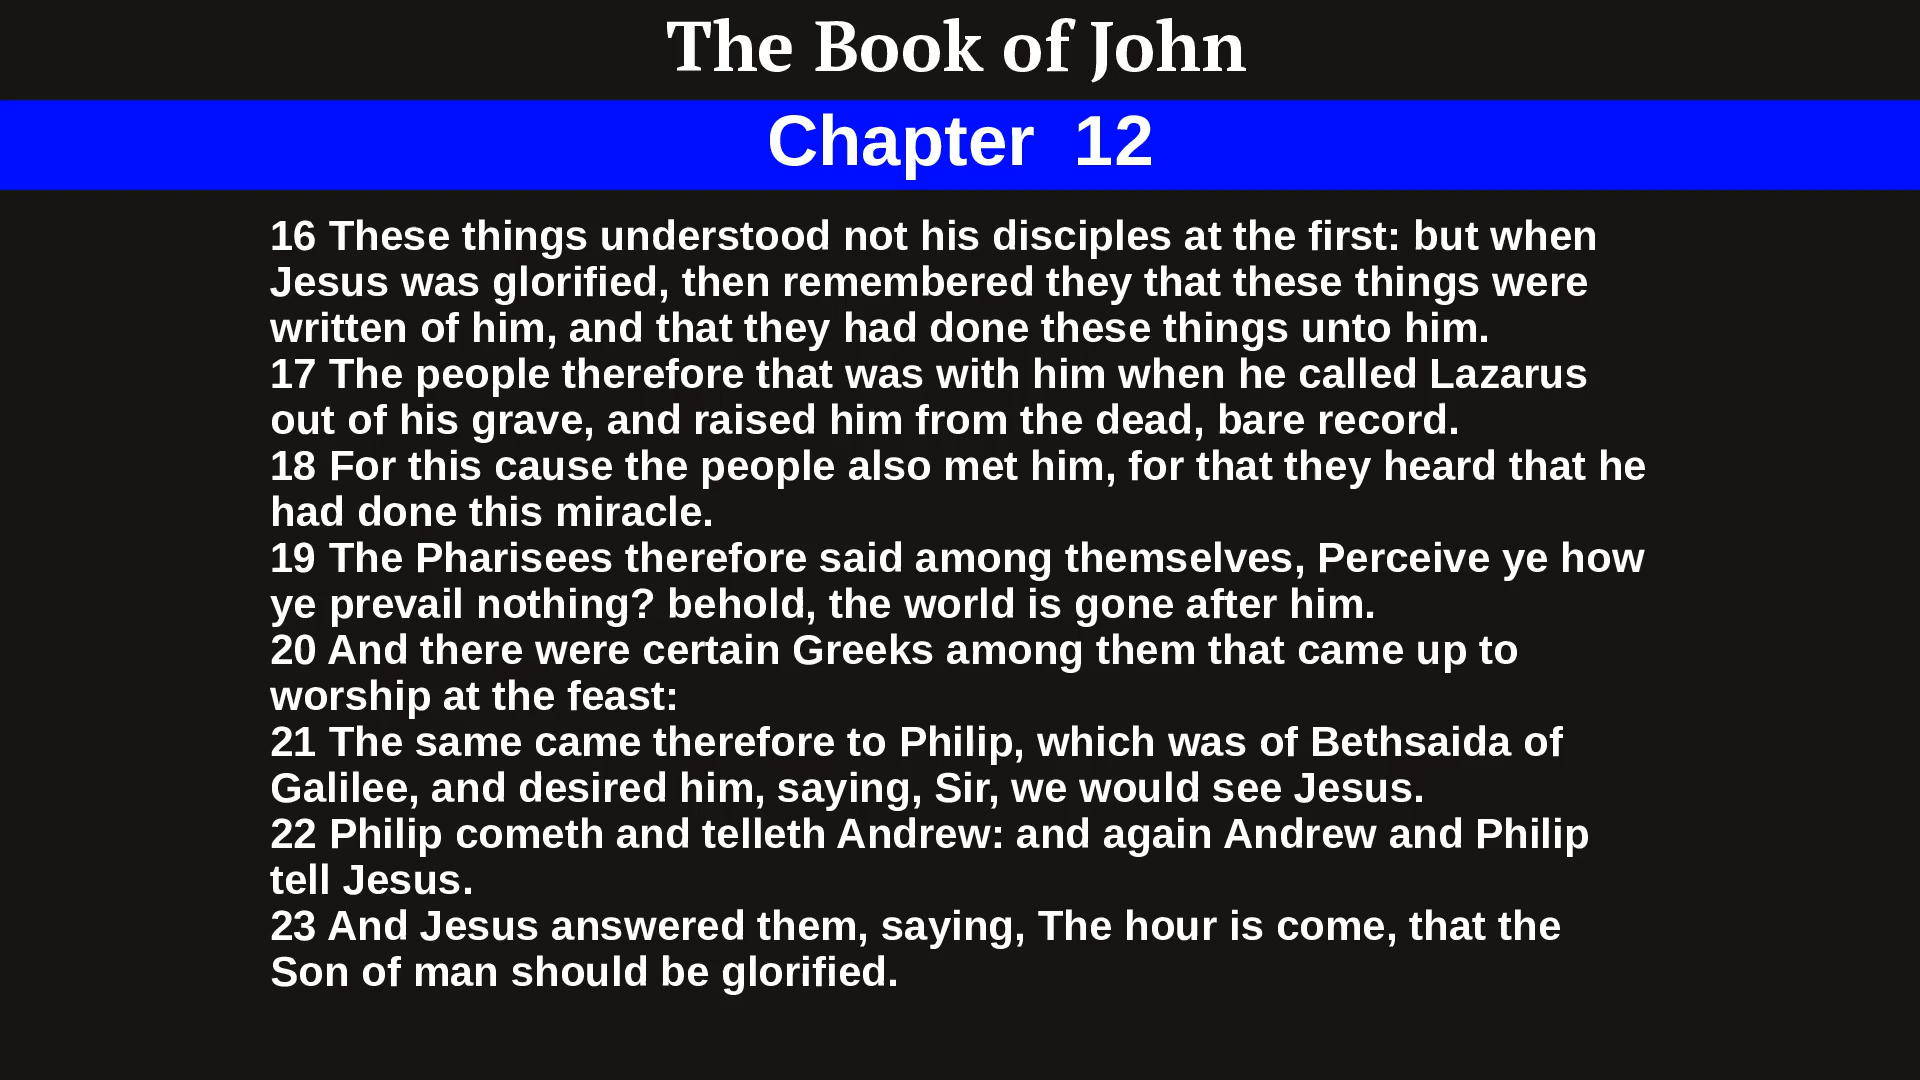 The Book of John
Chapter 12
16 These things understood not his disciples at the first: but when
Jesus was glorified, then remembered they that these things were
written of him, and that they had done these things unto him.
17 The people therefore that was with him when he called Lazarus
out of his grave, and raised him from the dead, bare record.
18 For this cause the people also met him, for that they heard that he
had done this miracle.
19 The Pharisees therefore said among themselves, Perceive ye how
ye prevail nothing? behold, the world is gone after him.
20 And there were certain Greeks among them that came up to
worship at the feast:
21 The same came therefore to Philip, which was of Bethsaida of
Galilee, and desired him, saying, Sir, we would see Jesus.
22 Philip cometh and telleth Andrew: and again Andrew and Philip
tell Jesus.
23 And Jesus answered them, saying, The hour is come, that the
Son of man should be glorified.